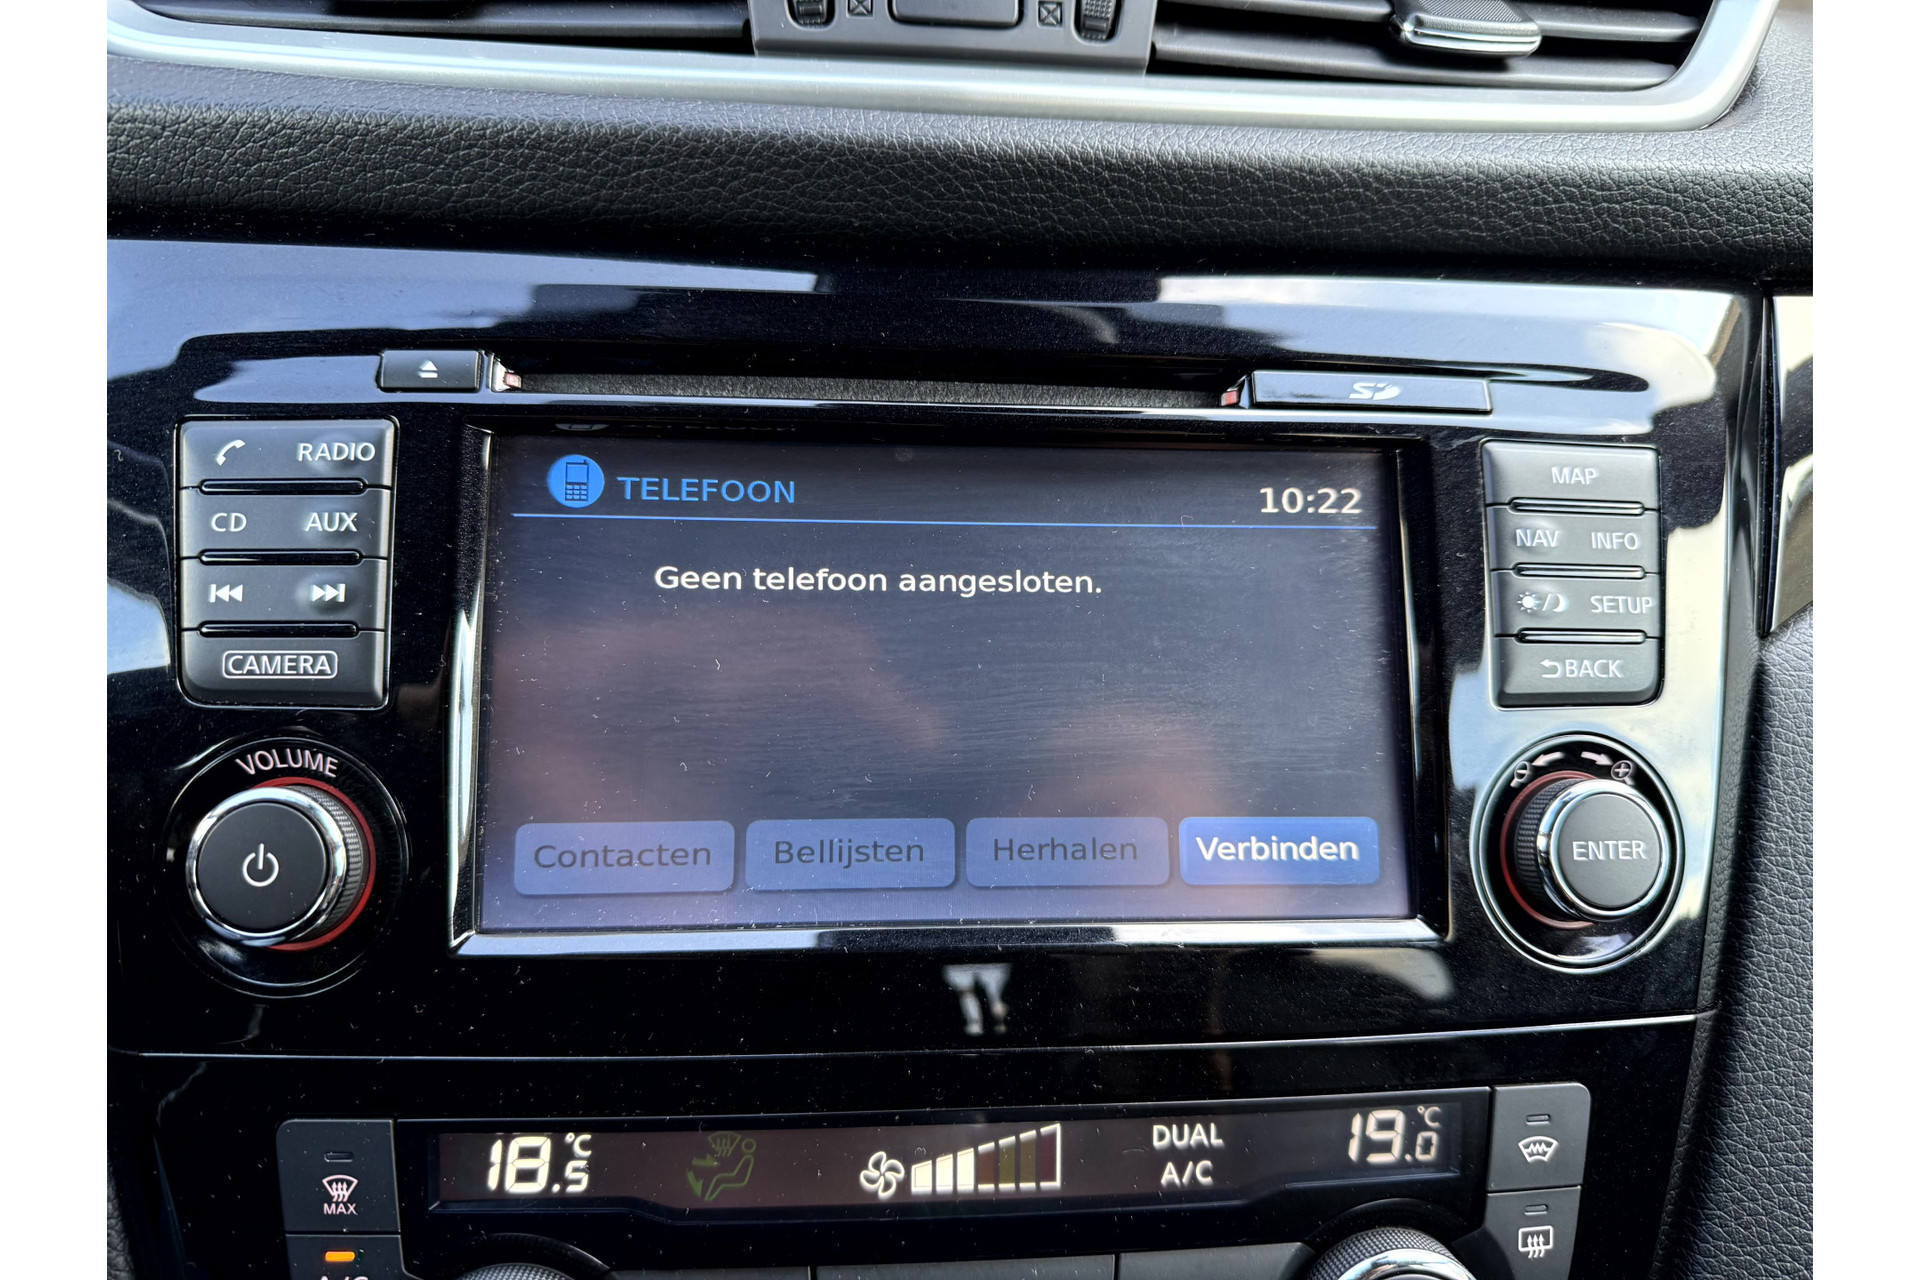 SD
RADIO
CD AUX
CAMERA
VOLUME
TELEFOON
10:22
Geen telefoon aangesloten.
Contacten Bellijsten Herhalen Verbinden
MAP
NAV INFO
SETUP
BACK
ENTER
MAX
18.5 °C
DUAL
A/C
19.0 °C
A/C